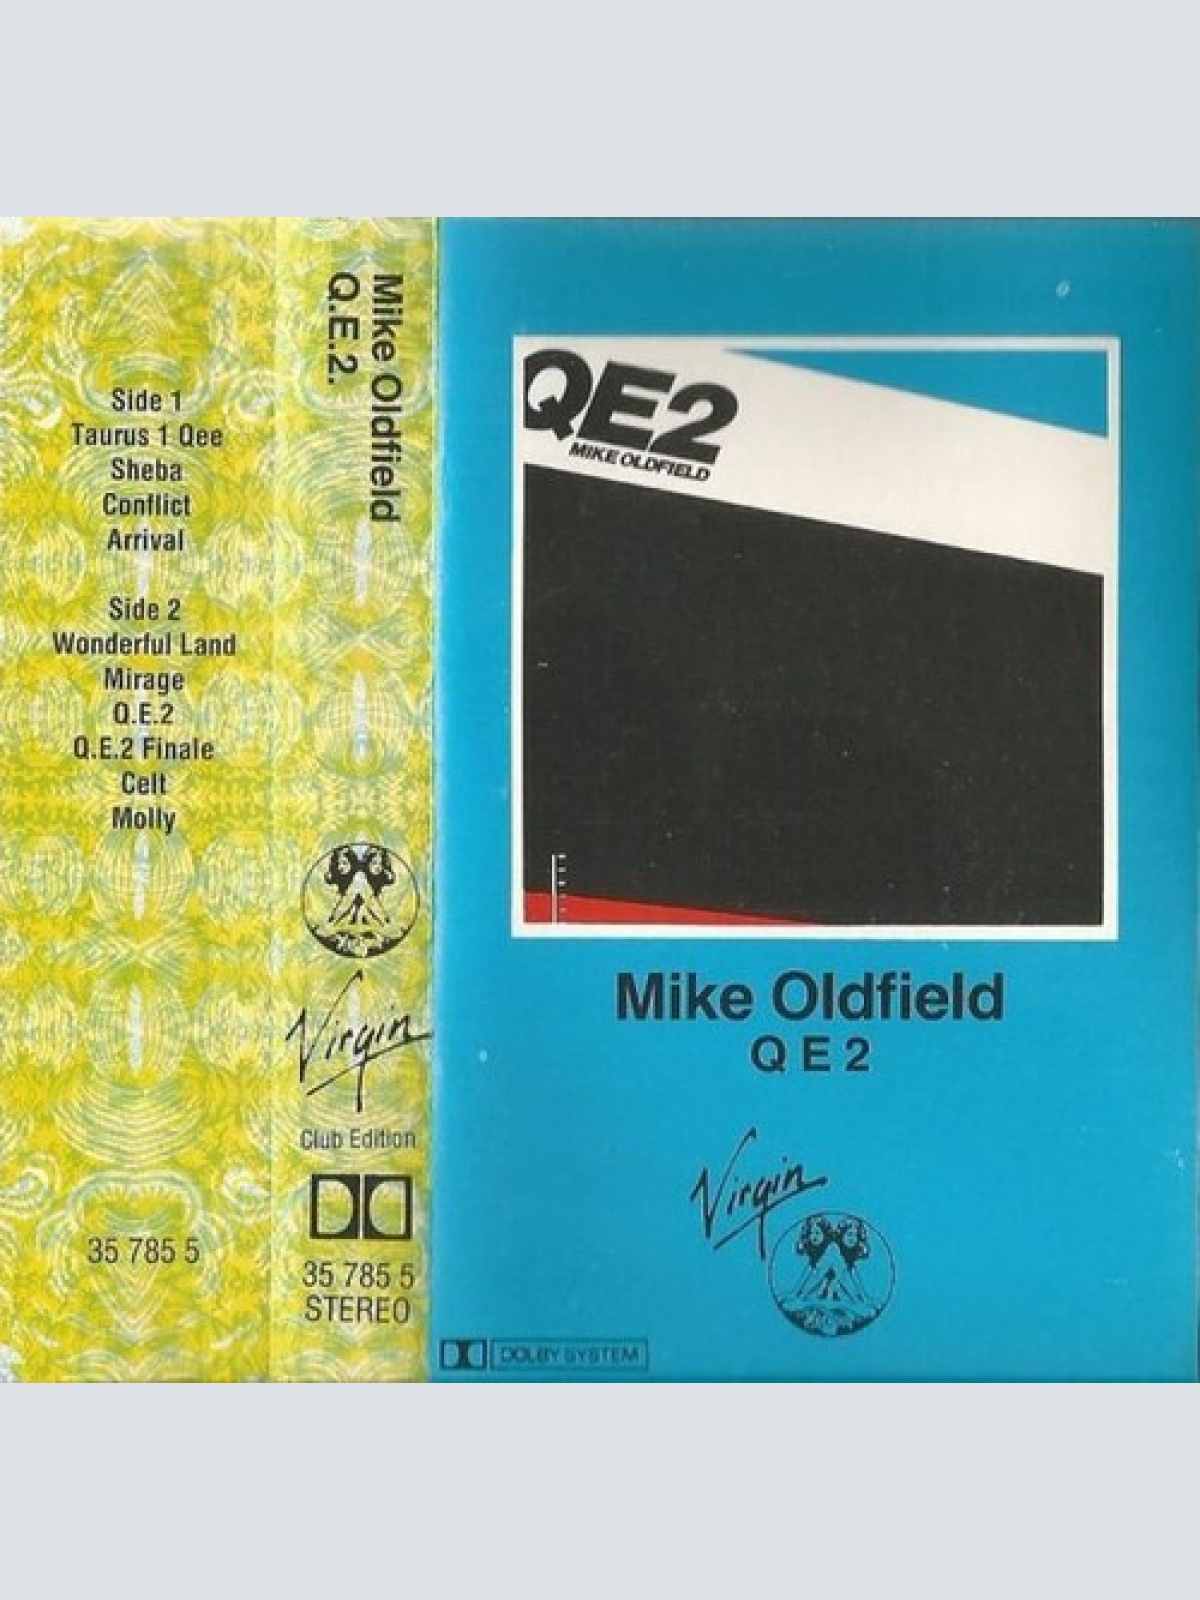 Side 1
Taurus 1 Qee
Sheba
Conflict
Arrival
Side 2
Wonderful Land
Mirage
Q.E.2
Q.E.2 Finale
Celt
Molly
35 785 5
Mike Oldfield
Q.E.2.
Virgin
Club Edition
35 785 5
STEREO
QE2
MIKE OLDFIELD
Mike Oldfield
Q E 2
Virgin
DOLBY SYSTEM